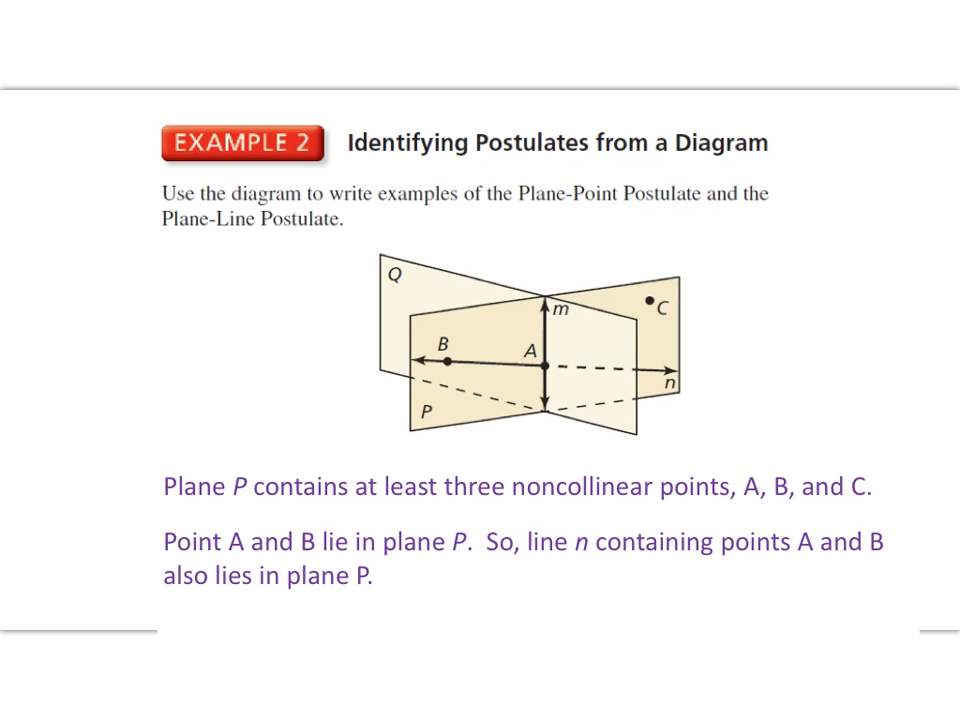 EXAMPLE 2 Identifying Postulates from a Diagram
Use the diagram to write examples of the Plane-Point Postulate and the
Plane-Line Postulate.
Q
m
C
B
A
n
P
Plane P contains at least three noncollinear points, A, B, and C.
Point A and B lie in plane P. So, line n containing points A and B
also lies in plane P.